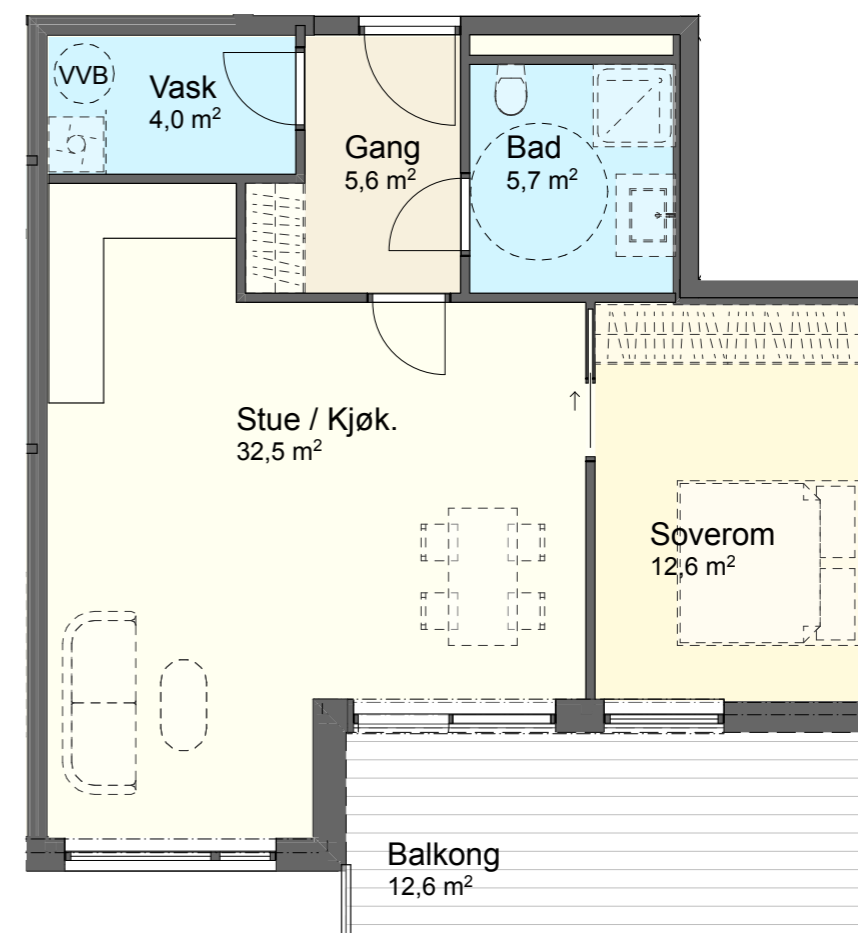 VVB
Vask
4,0 m²
Gang
5,6 m²
Bad
5,7 m²
Stue / Kjøk.
32,5 m²
Soverom
12,6 m²
Balkong
12,6 m²